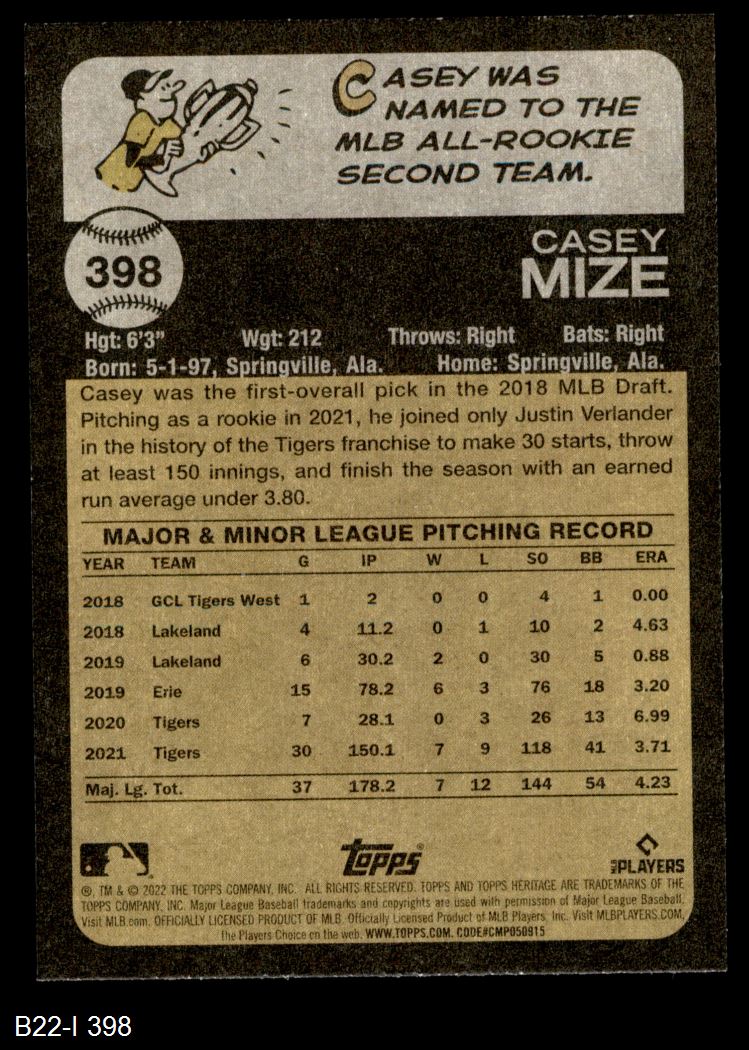 CASEY WAS
NAMED TO THE
MLB ALL-ROOKIE
SECOND TEAM.
398
CASEY
MIZE
Hgt: 6'3" Wgt: 212 Throws: Right Bats: Right
Born: 5-1-97, Springville, Ala. Home: Springville, Ala.
Casey was the first-overall pick in the 2018 MLB Draft.
Pitching as a rookie in 2021, he joined only Justin Verlander
in the history of the Tigers franchise to make 30 starts, throw
at least 150 innings, and finish the season with an earned
run average under 3.80.
MAJOR & MINOR LEAGUE PITCHING RECORD
YEAR TEAM G IP W L SO BB ERA
2018 GCL Tigers West 1 2 0 0 4 1 0.00
2018 Lakeland 4 11.2 0 1 10 2 4.63
2019 Lakeland 6 30.2 2 0 30 5 0.88
2019 Erie 15 78.2 6 3 76 18 3.20
2020 Tigers 7 28.1 0 3 26 13 6.99
2021 Tigers 30 150.1 7 9 118 41 3.71
Maj. Lg. Tot. 37 178.2 7 12 144 54 4.23
Topps®
MLB PLAYERS
®, TM & © 2022 THE TOPPS COMPANY, INC. ALL RIGHTS RESERVED. TOPPS AND TOPPS HERITAGE ARE TRADEMARKS OF THE
TOPPS COMPANY, INC. Major League Baseball trademarks and copyrights are used with permission of Major League Baseball.
Visit MLB.com. OFFICIALLY LICENSED PRODUCT OF MLB Officially Licensed Product of MLB Players, Inc. Visit MLBPLAYERS.COM,
the Players Choice on the web. WWW.TOPPS.COM. CODE#CMP050915
B22-I 398